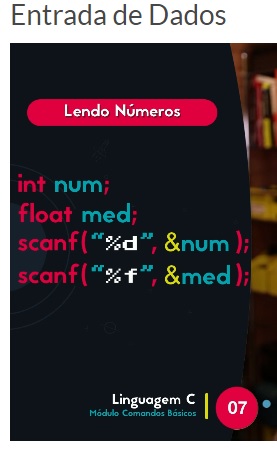 Entrada de Dados
Lendo Números
int num;
float med;
scanf(“%d”, &num );
scanf(“%f”, &med );
Linguagem C
Módulo Comandos Básicos
07